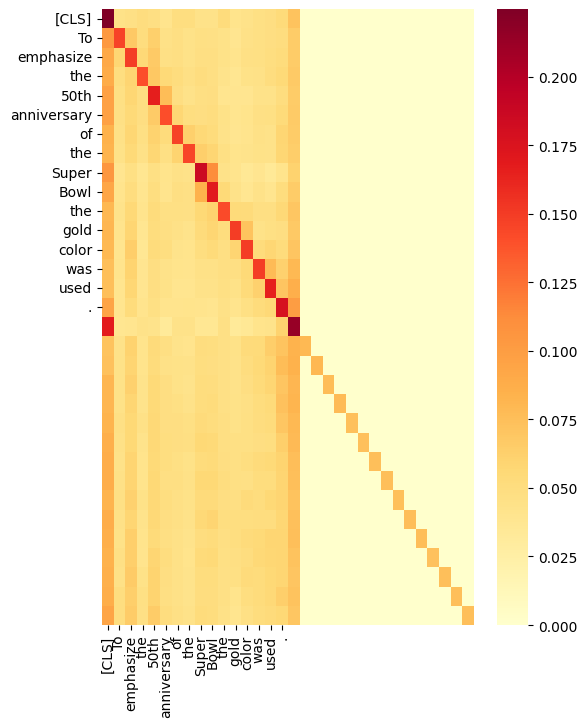 [CLS]
To
emphasize
the
50th
anniversary
of
the
Super
Bowl
the
gold
color
was
used
.
0.200
0.175
0.150
0.125
0.100
0.075
0.050
0.025
0.000
[CLS]
To
emphasize
the
50th
anniversary
of
the
Super
Bowl
the
gold
color
was
used
.